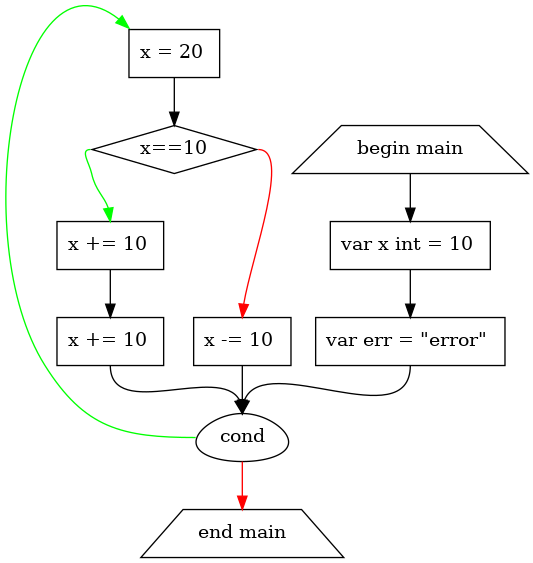 x = 20
x==10
begin main
x += 10
var x int = 10
x += 10
x -= 10
var err = "error"
cond
end main